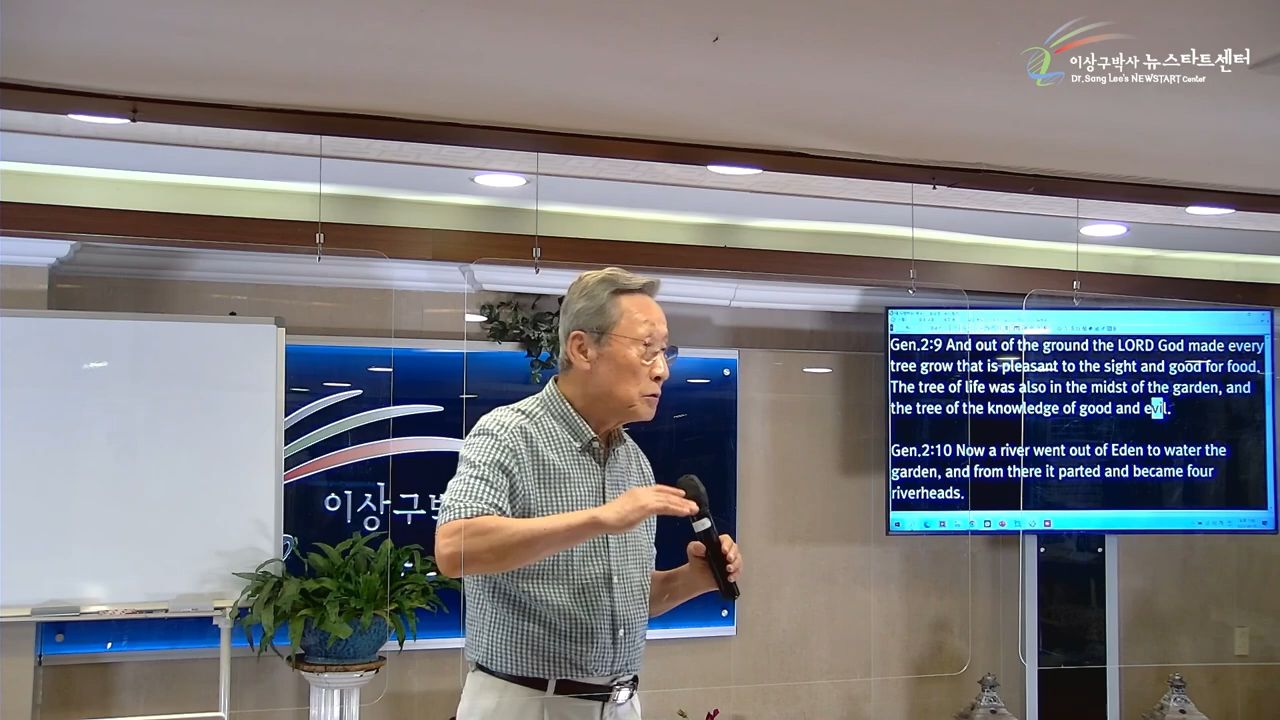 이상구박사 뉴스타트센터
Dr. Sang Lee's NEWSTART Center
이상구
Gen.2:9 And out of the ground the LORD God made every
tree grow that is pleasant to the sight and good for food.
The tree of life was also in the midst of the garden, and
the tree of the knowledge of good and evil.
Gen.2:10 Now a river went out of Eden to water the
garden, and from there it parted and became four
riverheads.